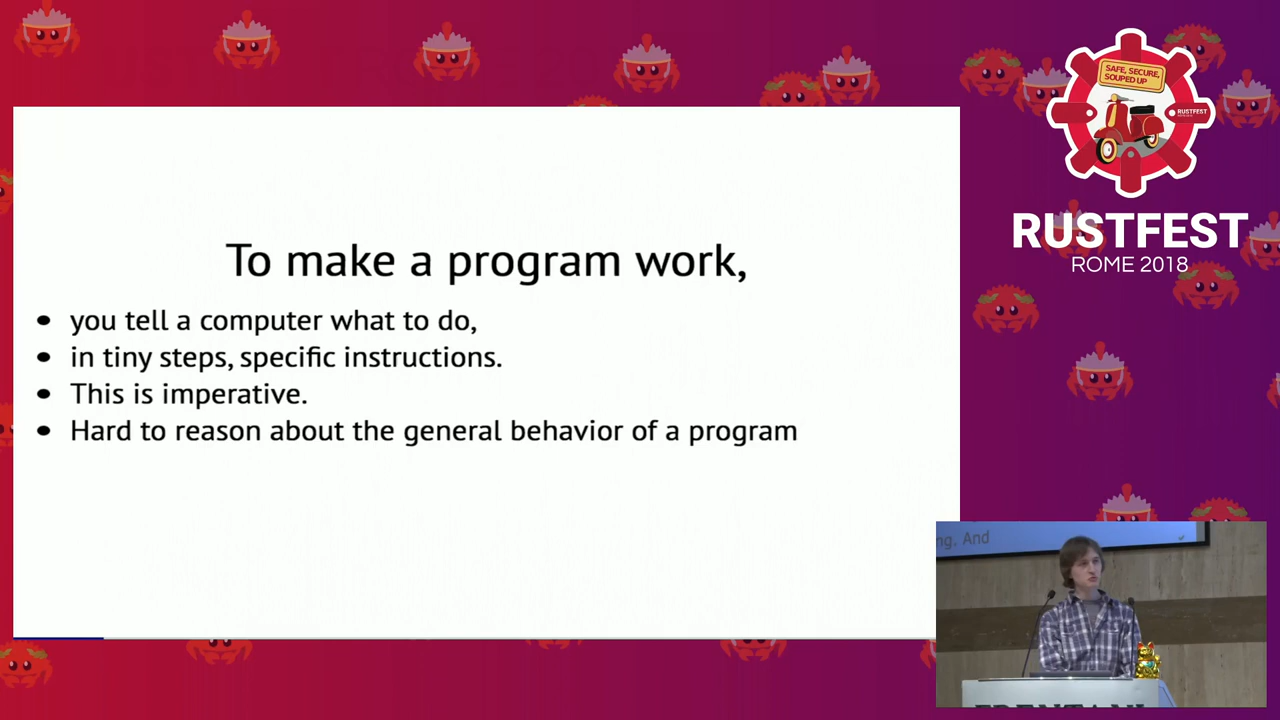 SAFE, SECURE,
SOUPED UP
RUSTFEST
RUSTFEST
ROME 2018
To make a program work,
• you tell a computer what to do,
• in tiny steps, specific instructions.
• This is imperative.
• Hard to reason about the general behavior of a program
ng. And